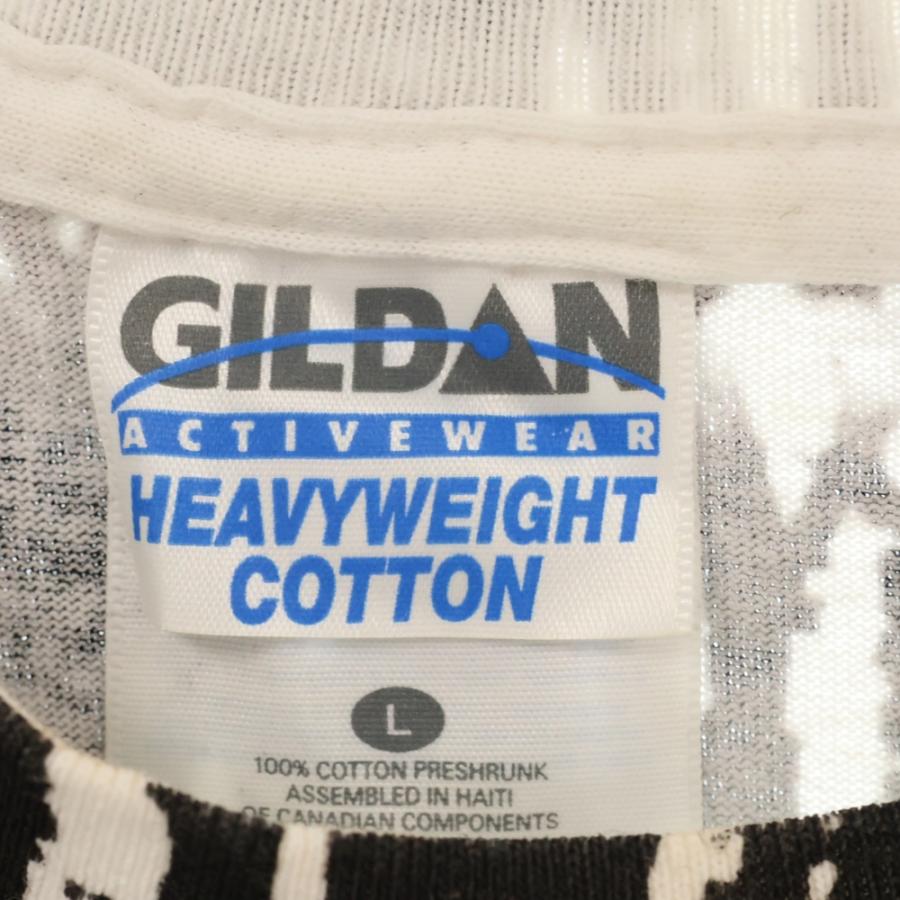 GILDAN
ACTIVEWEAR
HEAVYWEIGHT
COTTON
L
100% COTTON PRESHRUNK
ASSEMBLED IN HAITI
OF CANADIAN COMPONENTS